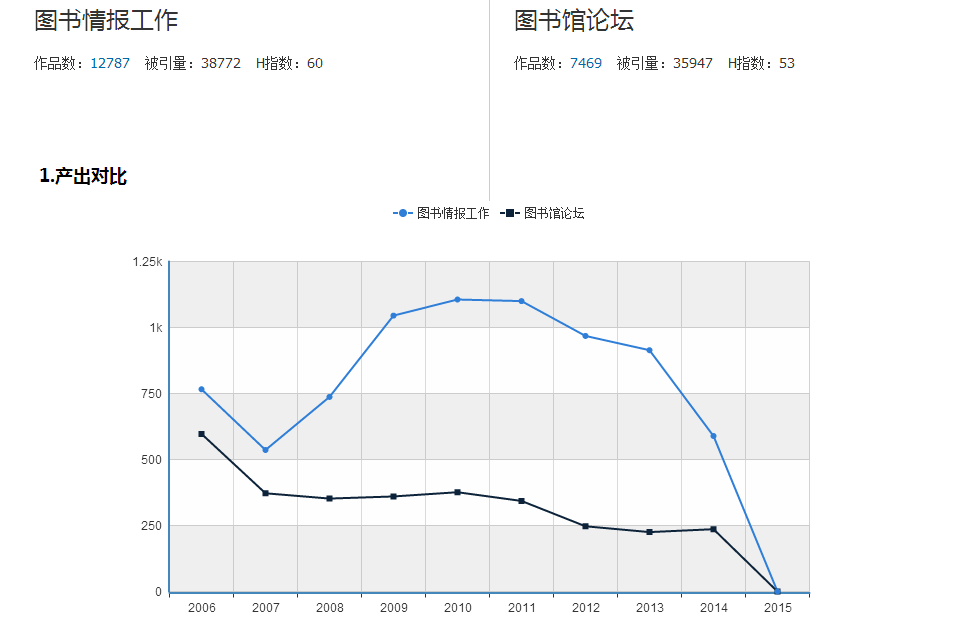 图书情报工作
作品数：12787 被引量：38772 H指数：60
图书馆论坛
作品数：7469 被引量：35947 H指数：53
1.产出对比
图书情报工作 图书馆论坛
1.25k
1k
750
500
250
0
2006 2007 2008 2009 2010 2011 2012 2013 2014 2015